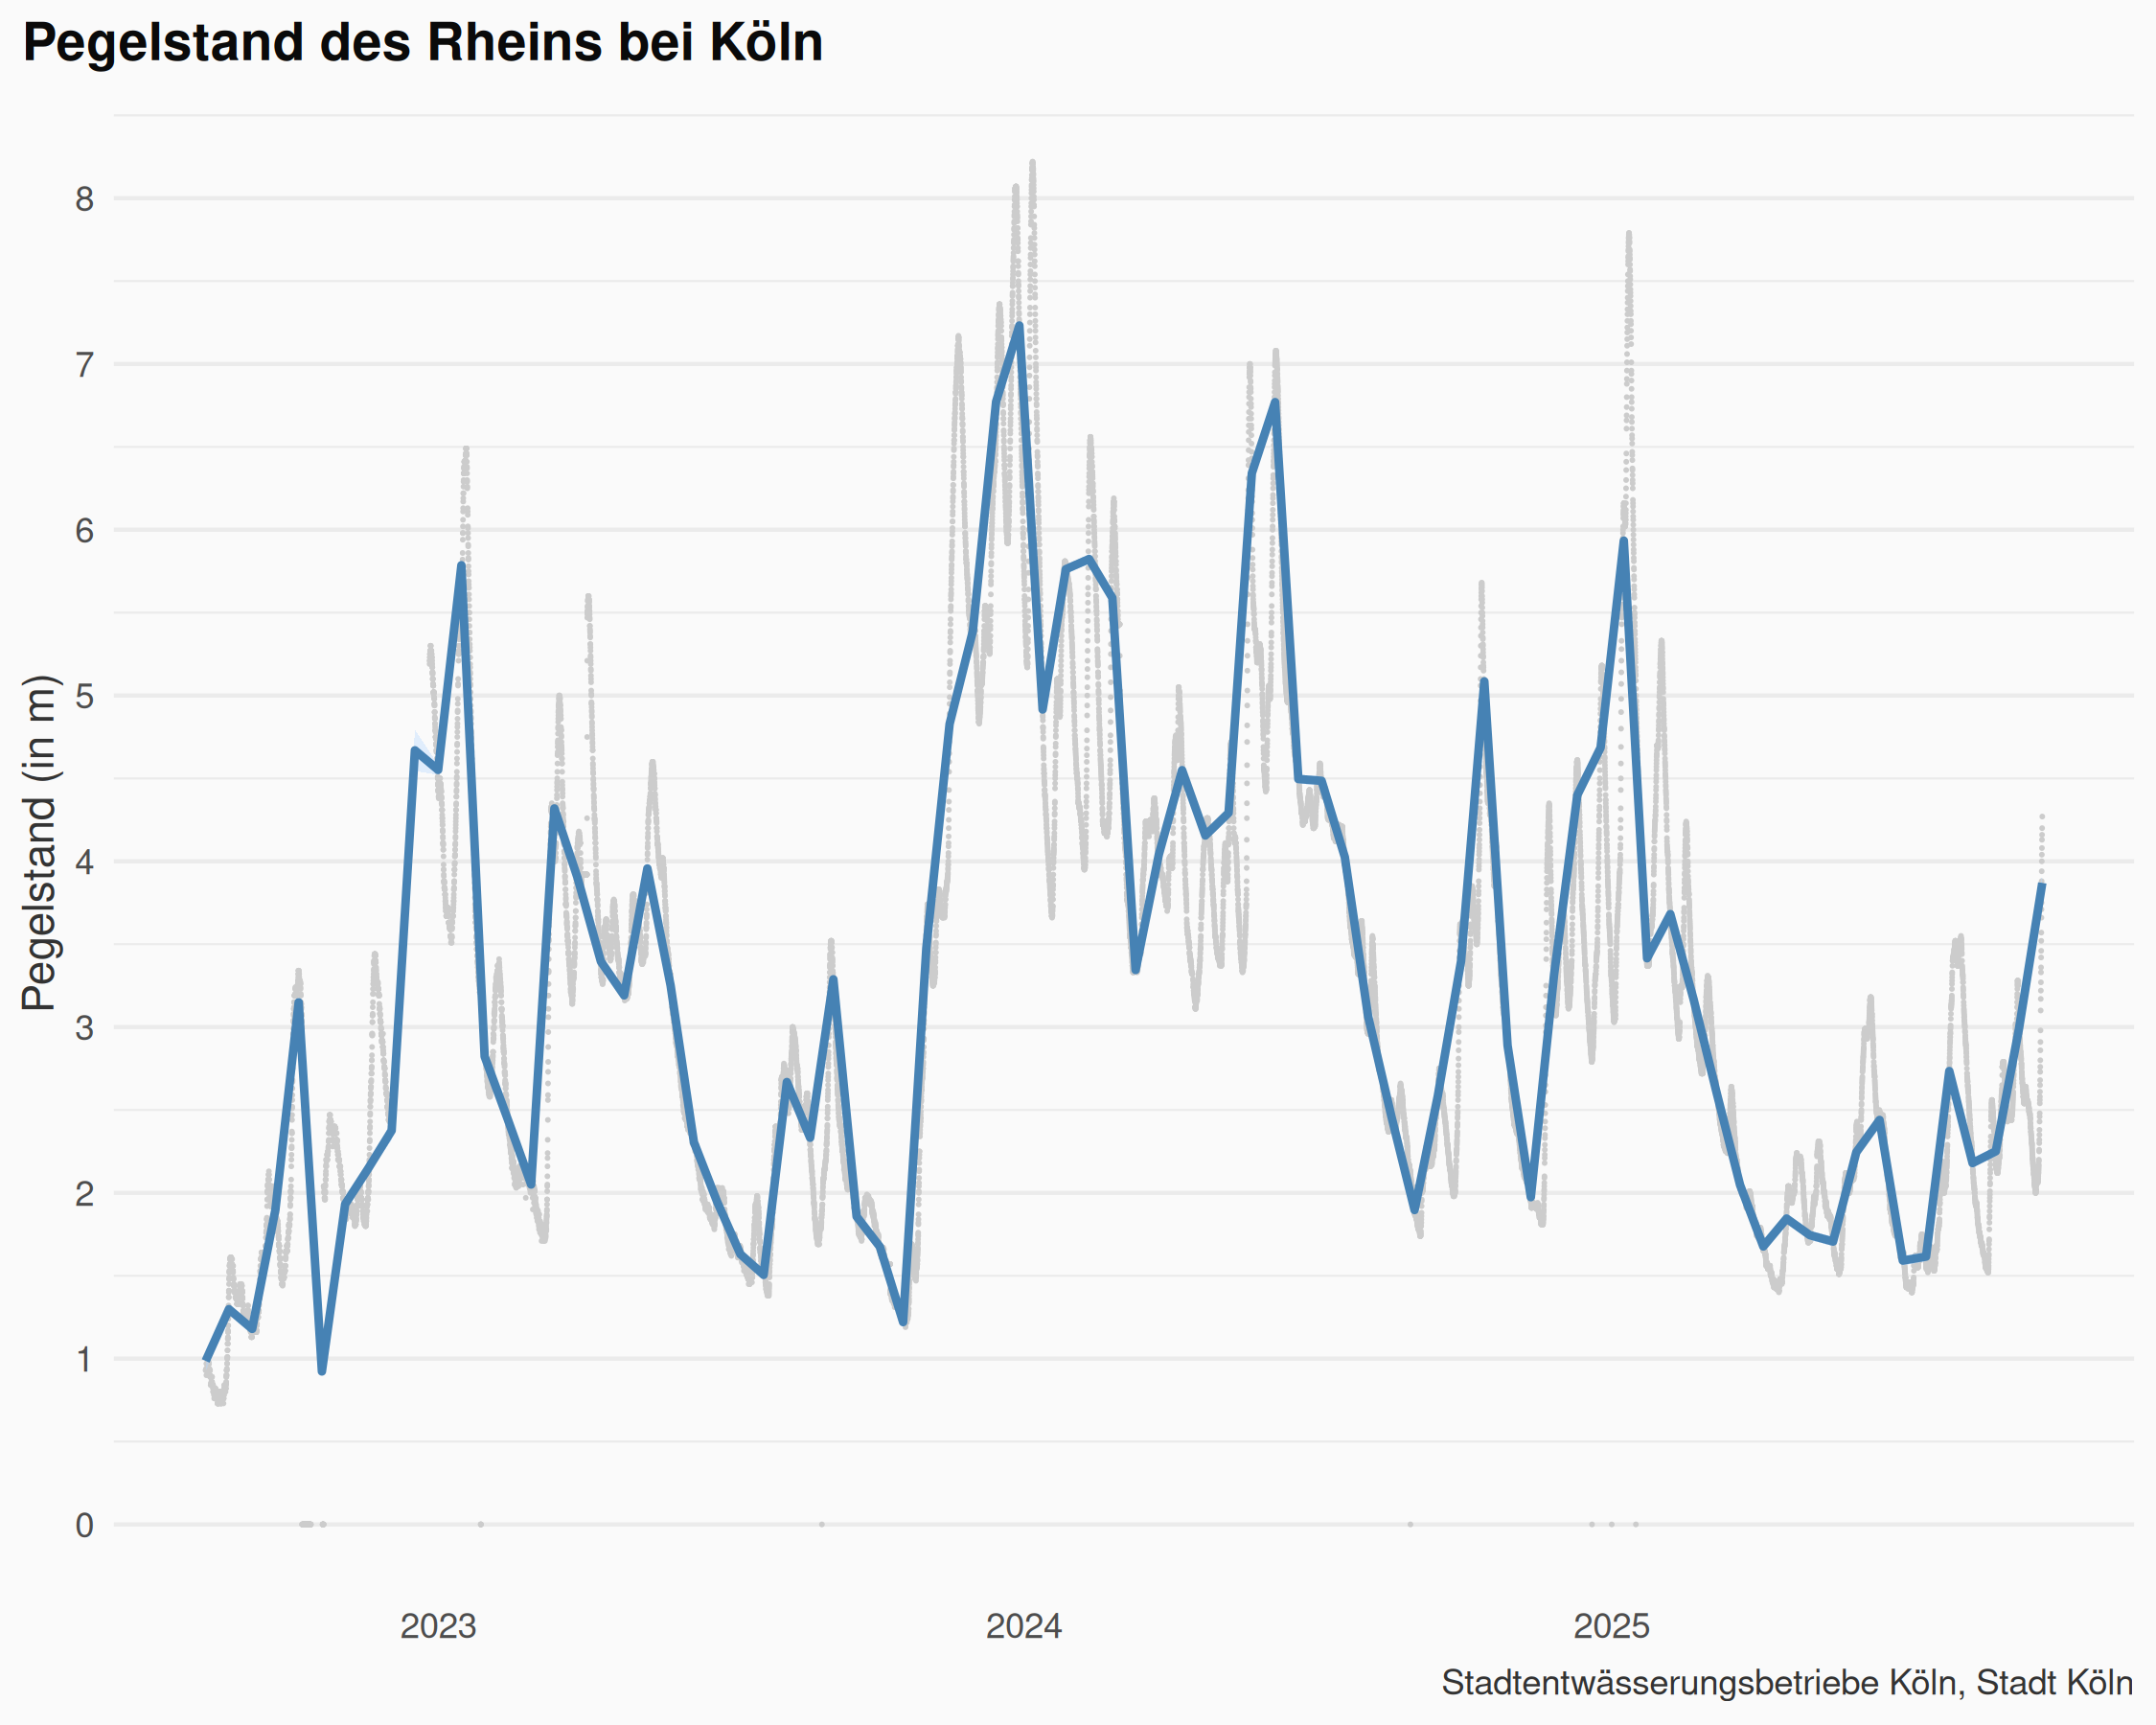 Pegelstand des Rheins bei Köln
Pegelstand (in m)
8
7
6
5
4
3
2
1
0
2023 2024 2025
Stadtentwässerungsbetriebe Köln, Stadt Köln